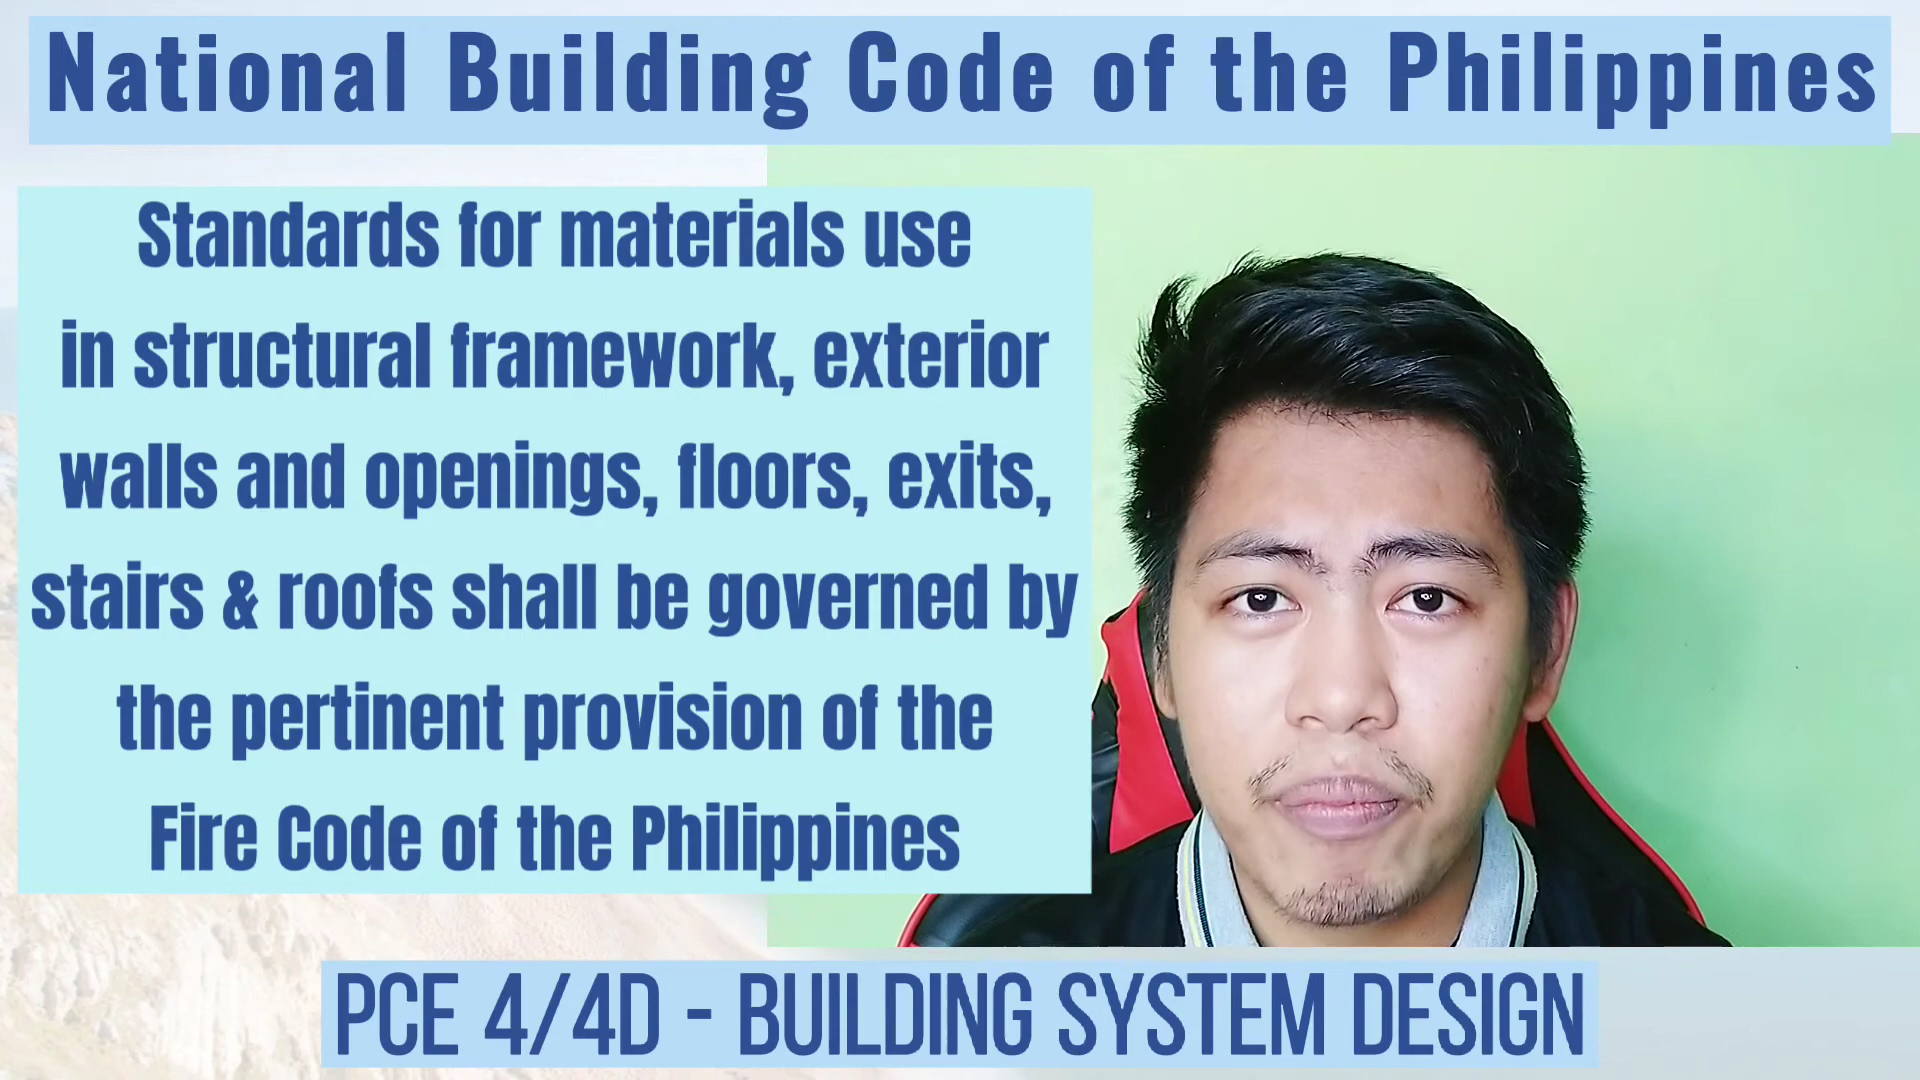 National Building Code of the Philippines
Standards for materials use
in structural framework, exterior
walls and openings, floors, exits,
stairs & roofs shall be governed by
the pertinent provision of the
Fire Code of the Philippines
PCE 4/4D - BUILDING SYSTEM DESIGN